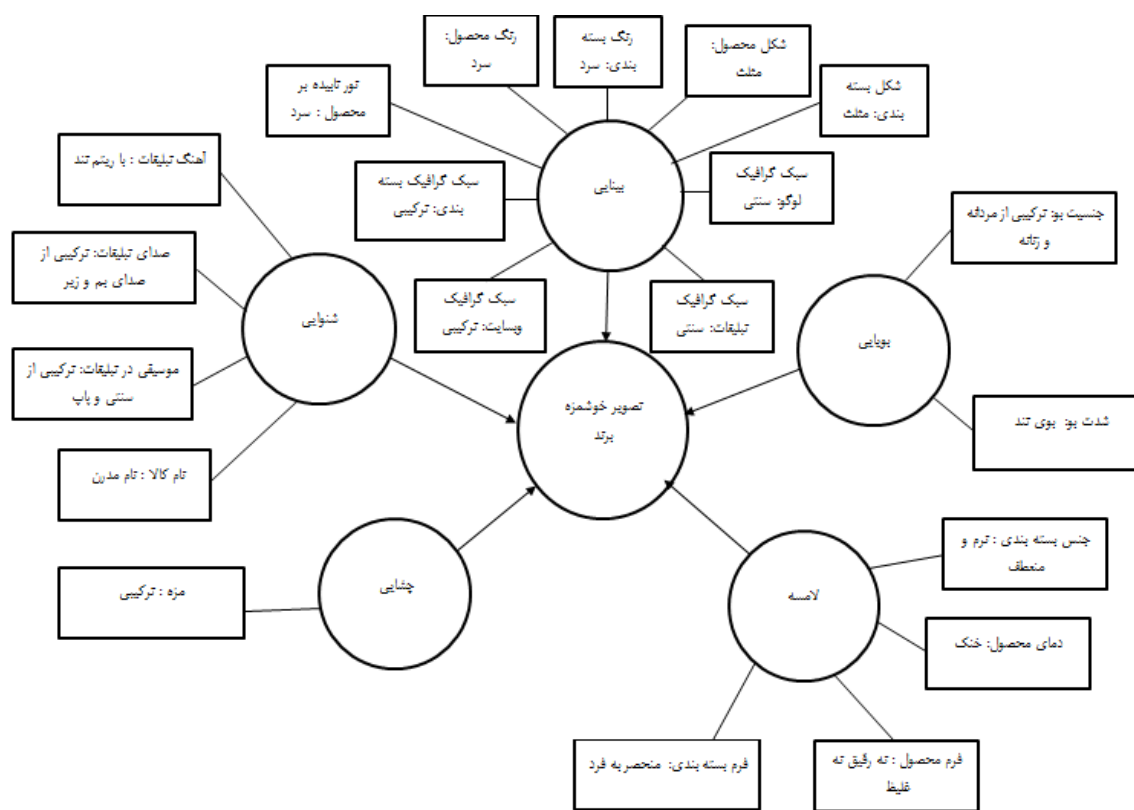 رنگ محصول:
سرد
رنگ بسته
بندی: سرد
شکل محصول:
مثلث
شکل بسته
بندی: مثلث
نور تابیده بر
محصول : سرد
بینایی
سبک گرافیک بسته
بندی: ترکیبی
سبک گرافیک
لوگو: سنتی
سبک گرافیک
وبسایت: ترکیبی
سبک گرافیک
تبلیغات: سنتی
آهنگ تبلیغات : با ریتم تند
صدای تبلیغات: ترکیبی از
صدای بم و زیر
شنوایی
موسیقی در تبلیغات: ترکیبی از
سنتی و پاپ
نام کالا : نام مدرن
جنسیت بو: ترکیبی از مردانه
و زنانه
بویایی
شدت بو: بوی تند
تصویر خوشمزه
برند
چشایی
مزه : ترکیبی
لامسه
جنس بسته بندی : نرم و
منعطف
دمای محصول: خنک
فرم بسته بندی: منحصر به فرد
فرم محصول : نه رقیق نه
غلیظ